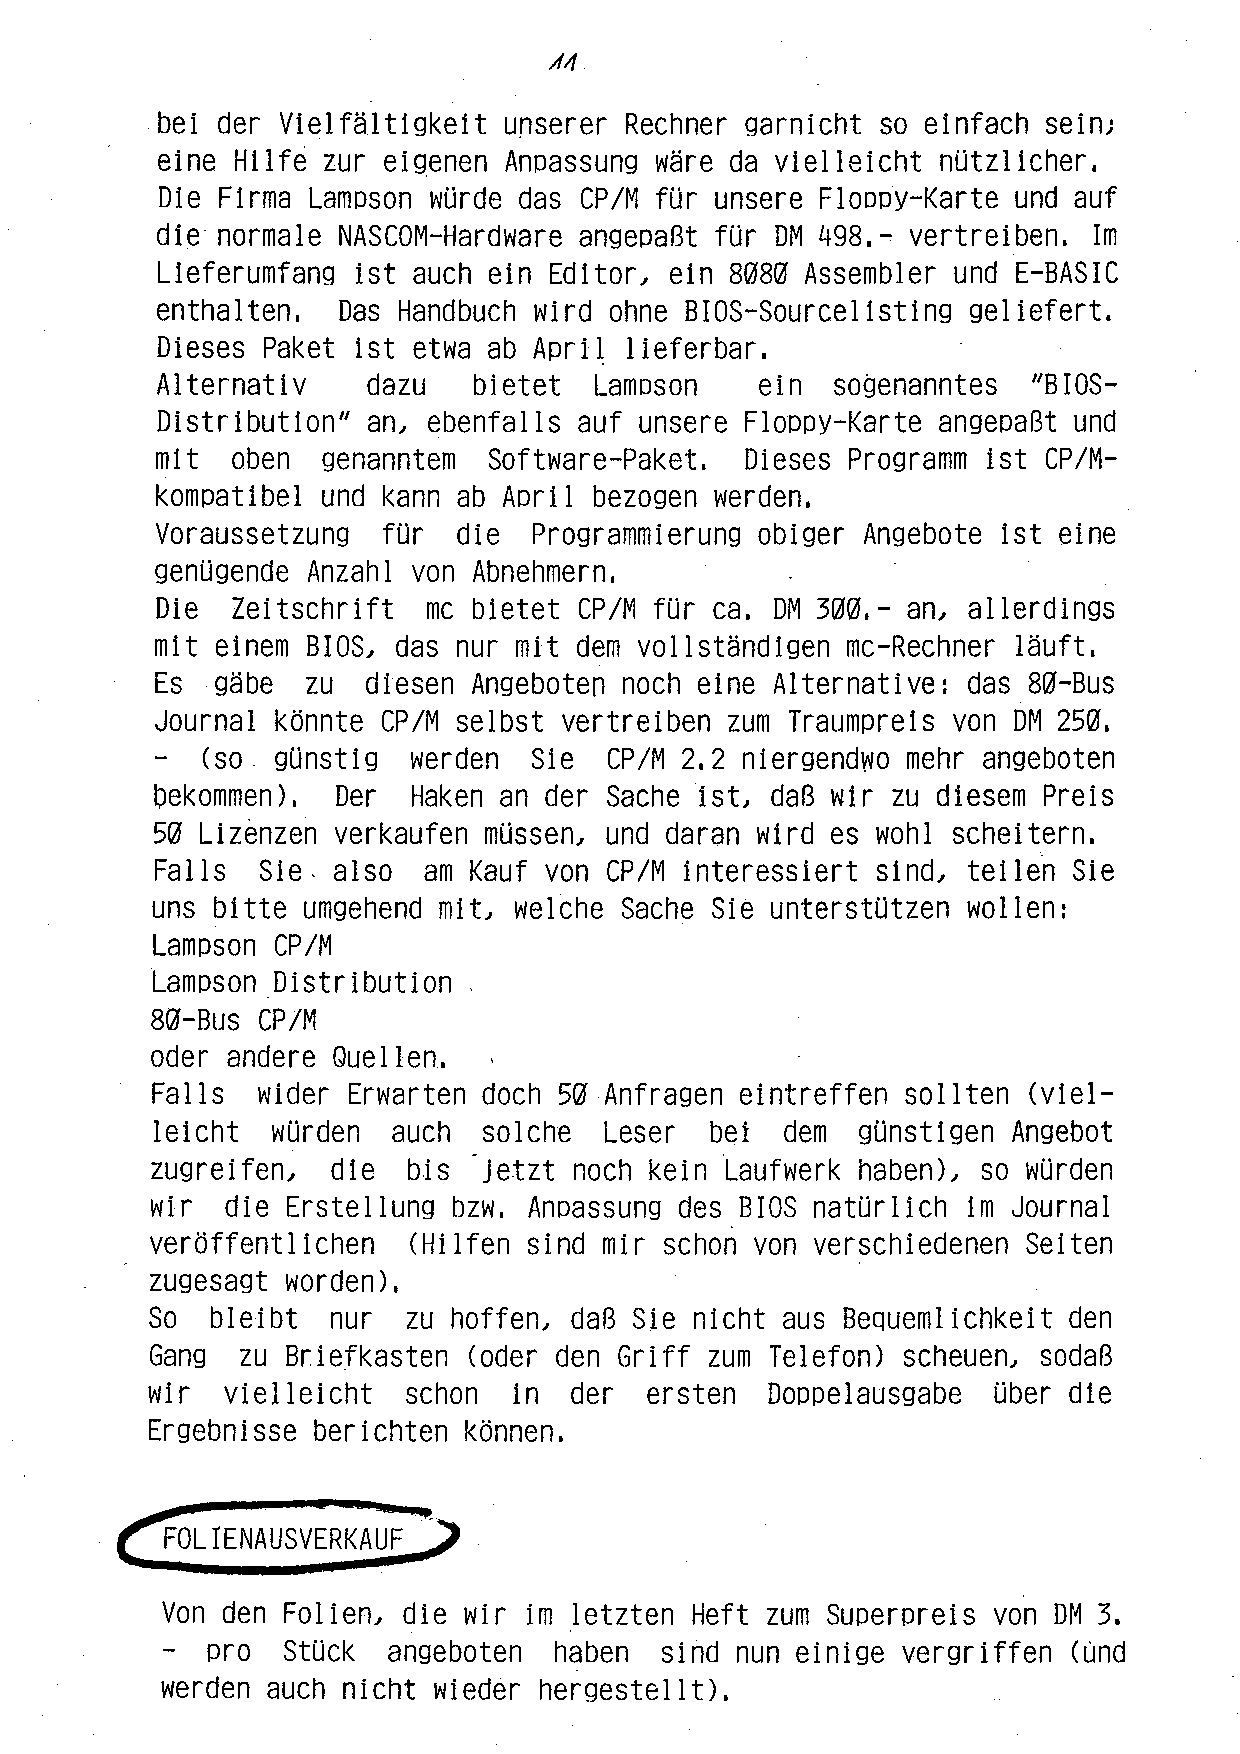 11
bei der Vielfältigkeit unserer Rechner garnicht so einfach sein;
eine Hilfe zur eigenen Anpassung wäre da vielleicht nützlicher.
Die Firma Lampson würde das CP/M für unsere Floppy-Karte und auf
die normale NASCOM-Hardware angepaßt für DM 498.- vertreiben. Im
Lieferumfang ist auch ein Editor, ein 8080 Assembler und E-BASIC
enthalten. Das Handbuch wird ohne BIOS-Sourcelisting geliefert.
Dieses Paket ist etwa ab April lieferbar.
Alternativ dazu bietet Lampson ein sogenanntes "BIOS-
Distribution" an, ebenfalls auf unsere Floppy-Karte angepaßt und
mit oben genanntem Software-Paket. Dieses Programm ist CP/M-
kompatibel und kann ab April bezogen werden.
Voraussetzung für die Programmierung obiger Angebote ist eine
genügende Anzahl von Abnehmern.
Die Zeitschrift mc bietet CP/M für ca. DM 300.- an, allerdings
mit einem BIOS, das nur mit dem vollständigen mc-Rechner läuft.
Es gäbe zu diesen Angeboten noch eine Alternative: das 80-Bus
Journal könnte CP/M selbst vertreiben zum Traumpreis von DM 250.
- (so günstig werden Sie CP/M 2.2 niergendwo mehr angeboten
bekommen). Der Haken an der Sache ist, daß wir zu diesem Preis
50 Lizenzen verkaufen müssen, und daran wird es wohl scheitern.
Falls Sie also am Kauf von CP/M interessiert sind, teilen Sie
uns bitte umgehend mit, welche Sache Sie unterstützen wollen:
Lampson CP/M
Lampson Distribution
80-Bus CP/M
oder andere Quellen.
Falls wider Erwarten doch 50 Anfragen eintreffen sollten (viel-
leicht würden auch solche Leser bei dem günstigen Angebot
zugreifen, die bis jetzt noch kein Laufwerk haben), so würden
wir die Erstellung bzw. Anpassung des BIOS natürlich im Journal
veröffentlichen (Hilfen sind mir schon von verschiedenen Seiten
zugesagt worden).
So bleibt nur zu hoffen, daß Sie nicht aus Bequemlichkeit den
Gang zu Briefkasten (oder den Griff zum Telefon) scheuen, sodaß
wir vielleicht schon in der ersten Doppelausgabe über die
Ergebnisse berichten können.
FOLIENAUSVERKAUF
Von den Folien, die wir im letzten Heft zum Superpreis von DM 3.
- pro Stück angeboten haben sind nun einige vergriffen (und
werden auch nicht wieder hergestellt).